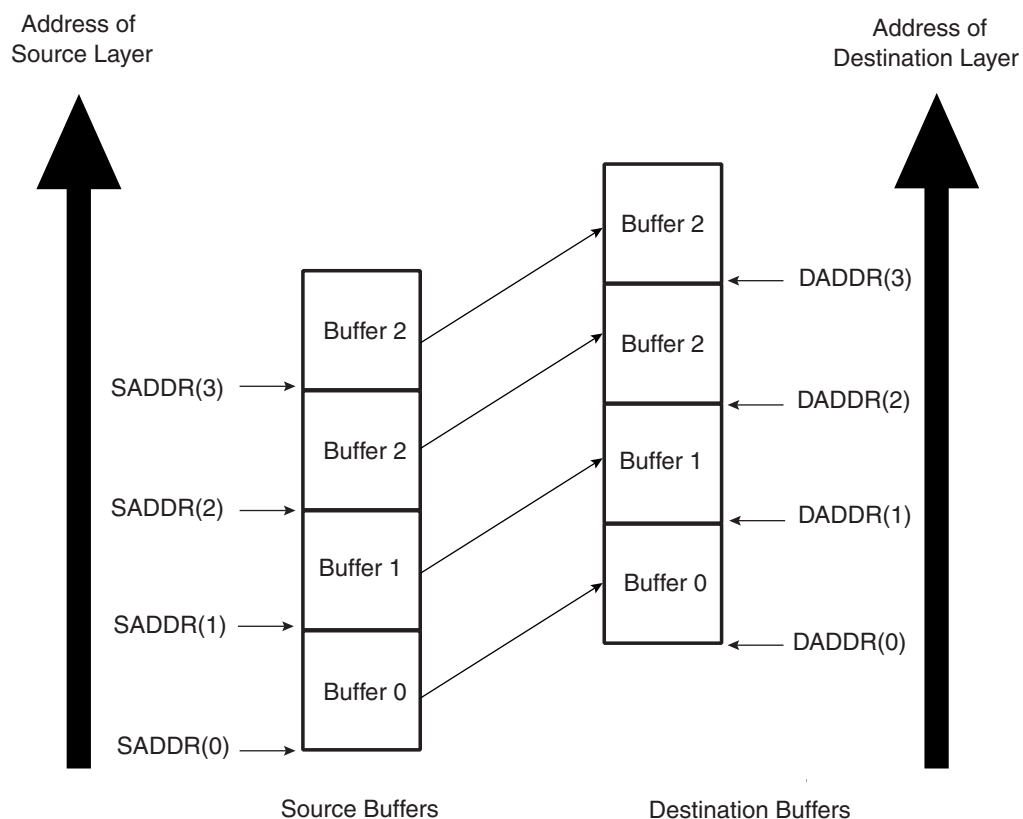 Address of
Source Layer
Address of
Destination Layer
Buffer 2
DADDR(3)
Buffer 2
Buffer 2
SADDR(3)
DADDR(2)
Buffer 2
Buffer 1
SADDR(2)
DADDR(1)
Buffer 1
Buffer 0
SADDR(1)
DADDR(0)
Buffer 0
SADDR(0)
Source Buffers
Destination Buffers